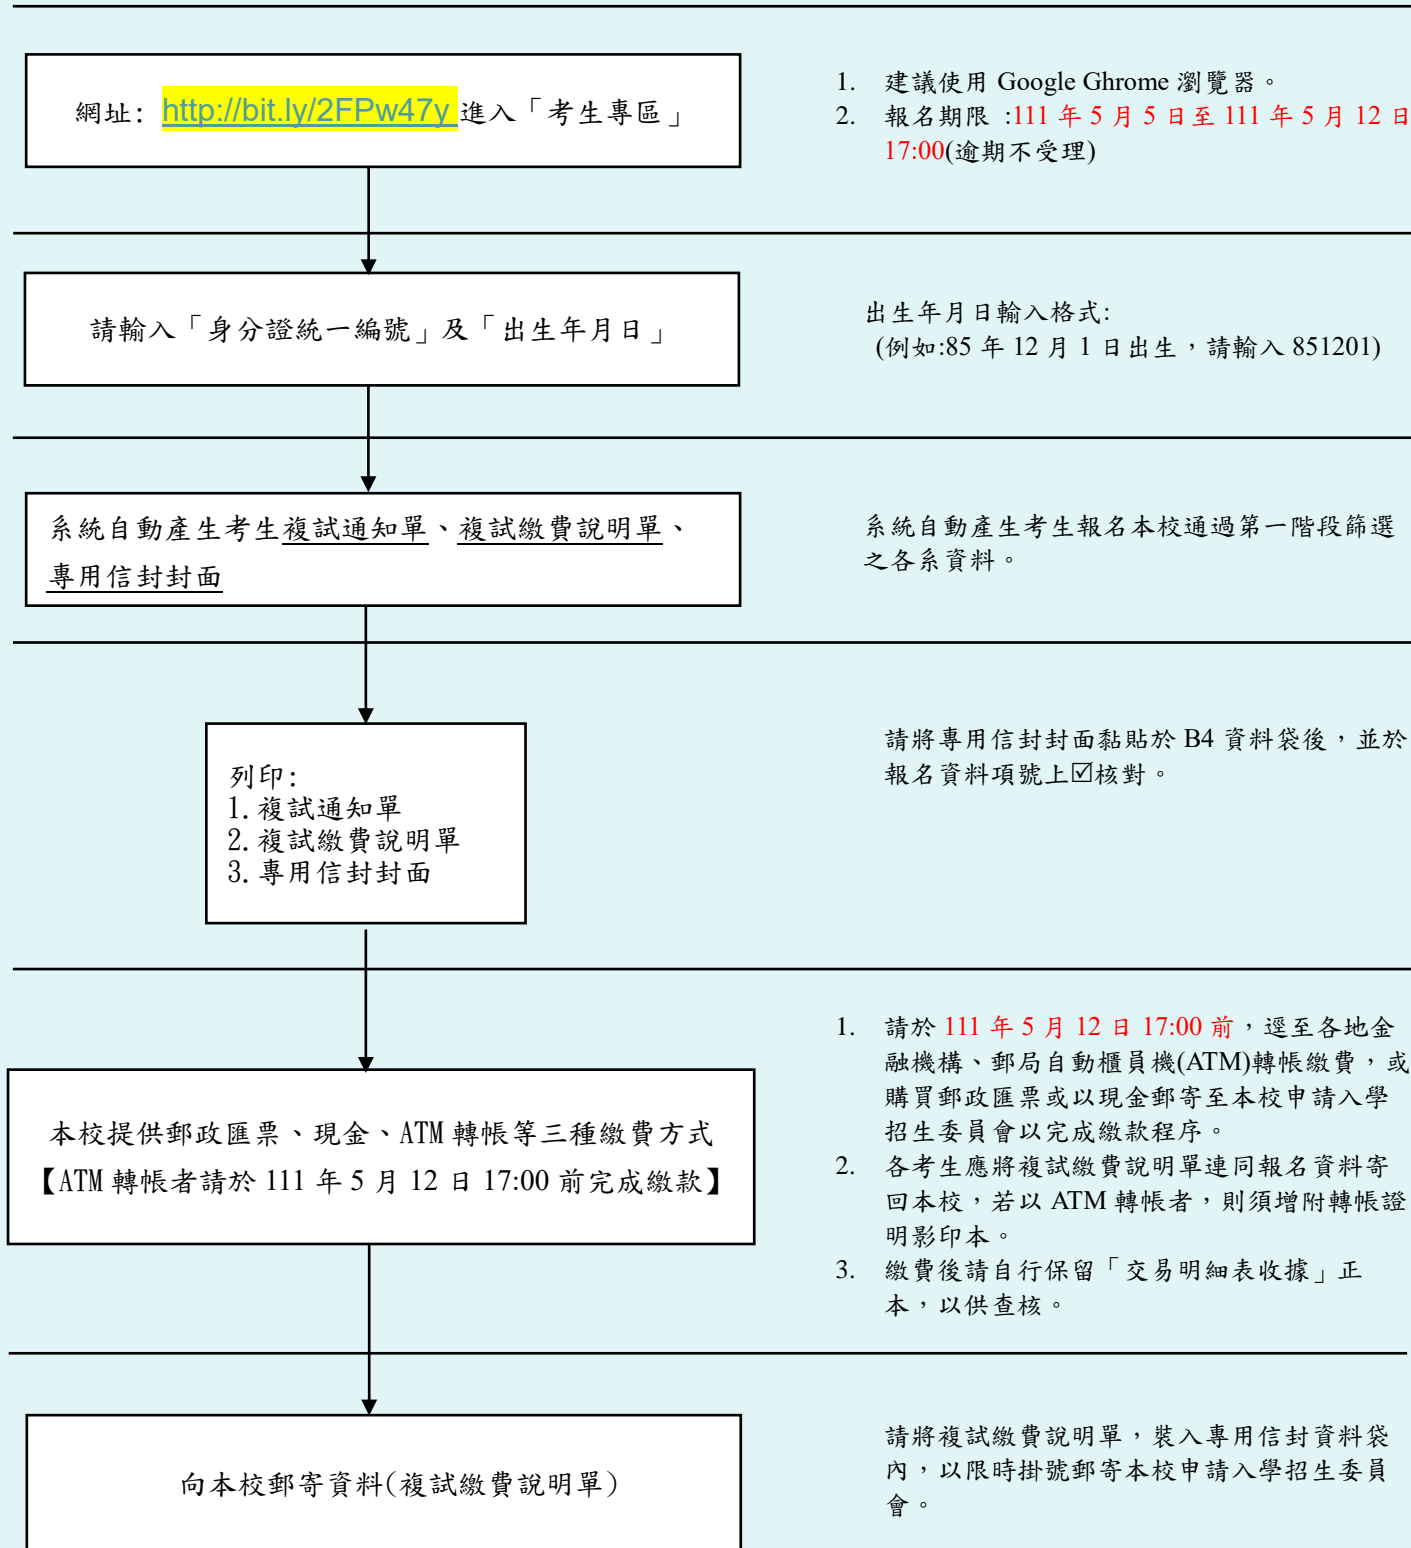 網址: http://bit.ly/2FPw47y 進入「考生專區」
1. 建議使用 Google Ghrome 瀏覽器。
2. 報名期限 :111 年 5 月 5 日至 111 年 5 月 12 日
17:00(逾期不受理)
請輸入「身分證統一編號」及「出生年月日」
出生年月日輸入格式:
(例如:85 年 12 月 1 日出生，請輸入 851201)
系統自動產生考生複試通知單、複試繳費說明單、
專用信封封面
系統自動產生考生報名本校通過第一階段篩選
之各系資料。
列印:
1.複試通知單
2.複試繳費說明單
3.專用信封封面
請將專用信封封面黏貼於 B4 資料袋後，並於
報名資料項號上☑核對。
本校提供郵政匯票、現金、ATM 轉帳等三種繳費方式
【ATM 轉帳者請於 111 年 5 月 12 日 17:00 前完成繳款】
1. 請於 111 年 5 月 12 日 17:00 前，逕至各地金
融機構、郵局自動櫃員機(ATM)轉帳繳費，或
購買郵政匯票或以現金郵寄至本校申請入學
招生委員會以完成繳款程序。
2. 各考生應將複試繳費說明單連同報名資料寄
回本校，若以 ATM 轉帳者，則須增附轉帳證
明影印本。
3. 繳費後請自行保留「交易明細表收據」正
本，以供查核。
向本校郵寄資料(複試繳費說明單)
請將複試繳費說明單，裝入專用信封資料袋
內，以限時掛號郵寄本校申請入學招生委員
會。